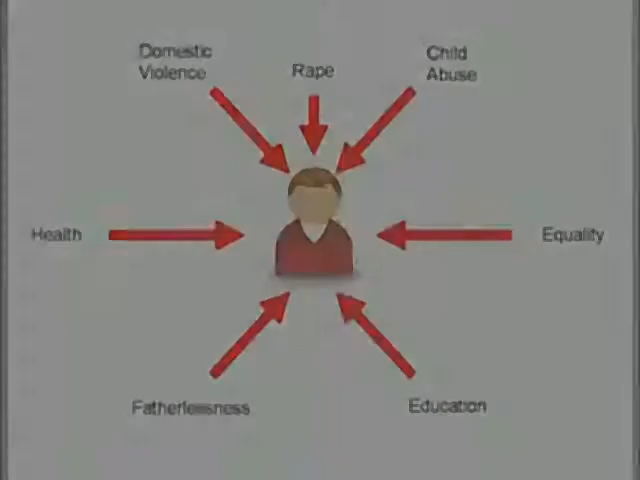 Domestic
Violence
Rape
Child
Abuse
Health
Equality
Fatherlessness
Education